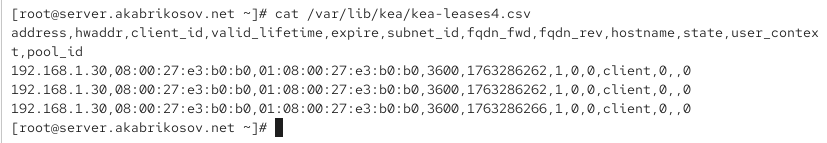 [root@server.akabrikosov.net ~]# cat /var/lib/kea/kea-leases4.csv
address,hwaddr,client_id,valid_lifetime,expire,subnet_id,fqdn_fwd,fqdn_rev,hostname,state,user_contex
t,pool_id
192.168.1.30,08:00:27:e3:b0:b0,01:08:00:27:e3:b0:b0,3600,1763286262,1,0,0,client,0,,0
192.168.1.30,08:00:27:e3:b0:b0,01:08:00:27:e3:b0:b0,3600,1763286262,1,0,0,client,0,,0
192.168.1.30,08:00:27:e3:b0:b0,01:08:00:27:e3:b0:b0,3600,1763286266,1,0,0,client,0,,0
[root@server.akabrikosov.net ~]#